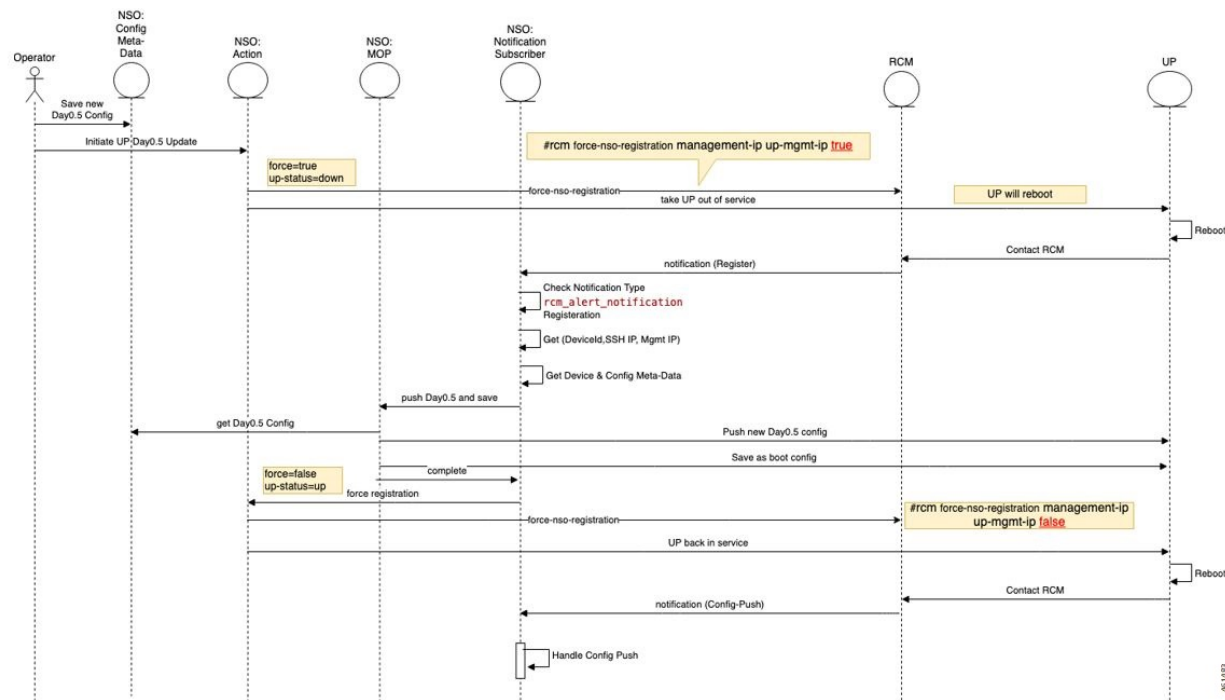 NSO:
Config
Meta-
Data
NSO:
Action
NSO:
MOP
NSO:
Notification
Subscriber
Operator
RCM
UP
Save new
Day0.5 Config
Initiate UP Day0.5 Update
#rcm force-nso-registration management-ip up-mgmt-ip true
force=true
up-status=down
force-nso-registration
take UP out of service
UP will reboot
Reboot
Contact RCM
notification (Register)
Check Notification Type
rcm_alert_notification
Registeration
Get (DeviceId,SSH IP, Mgmt IP)
Get Device & Config Meta-Data
push Day0.5 and save
get Day0.5 Config
Push new Day0.5 config
Save as boot config
complete
force=false
up-status=up
force registration
force-nso-registration
#rcm force-nso-registration management-ip
up-mgmt-ip false
UP back in service
Reboot
Contact RCM
notification (Config-Push)
Handle Config Push